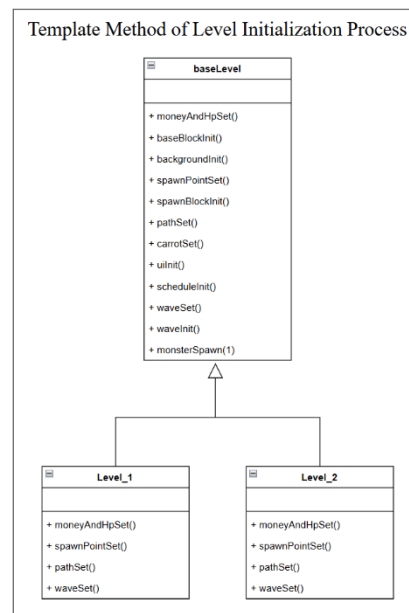 Template Method of Level Initialization Process
baseLevel
+ moneyAndHpSet()
+ baseBlockInit()
+ backgroundInit()
+ spawnPointSet()
+ spawnBlockInit()
+ pathSet()
+ carrotSet()
+ uiInit()
+ scheduleInit()
+ waveSet()
+ waveInit()
+ monsterSpawn(1)
Level_1
+ moneyAndHpSet()
+ spawnPointSet()
+ pathSet()
+ waveSet()
Level_2
+ moneyAndHpSet()
+ spawnPointSet()
+ pathSet()
+ waveSet()